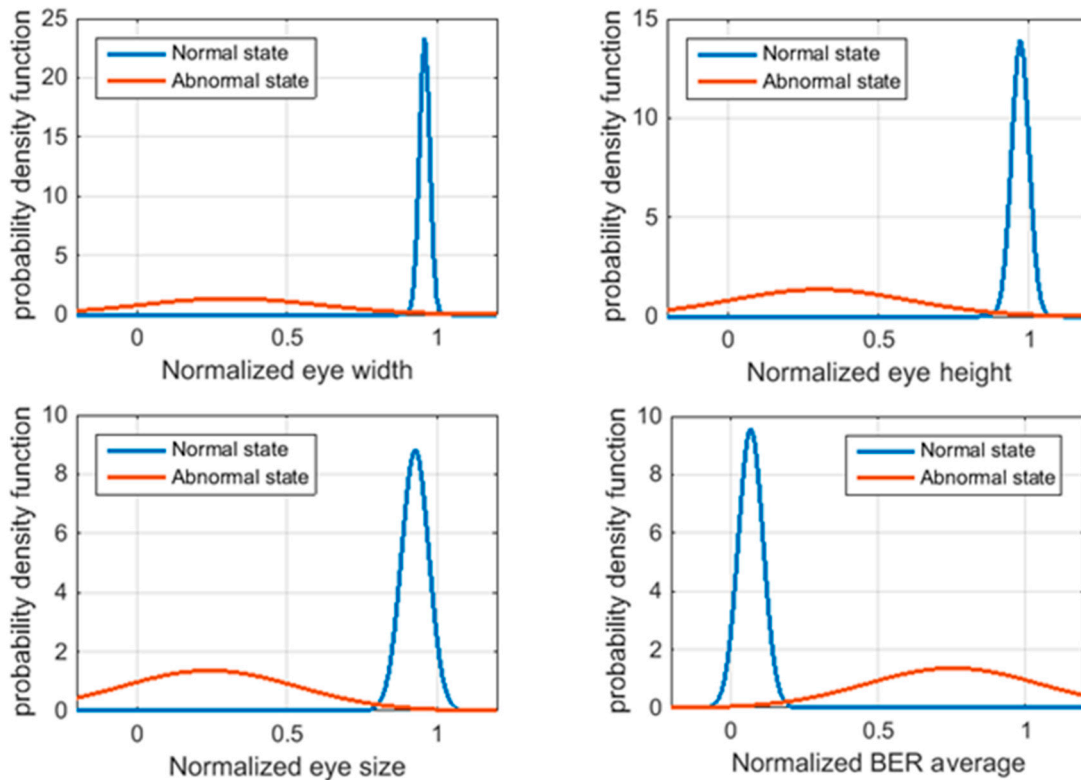 probability density function
25
20
15
10
5
0
Normal state
Abnormal state
0
0.5
1
Normalized eye width
probability density function
15
10
5
0
Normal state
Abnormal state
0
0.5
1
Normalized eye height
probability density function
10
8
6
4
2
0
Normal state
Abnormal state
0
0.5
1
Normalized eye size
probability density function
10
8
6
4
2
0
Normal state
Abnormal state
0
0.5
1
Normalized BER average